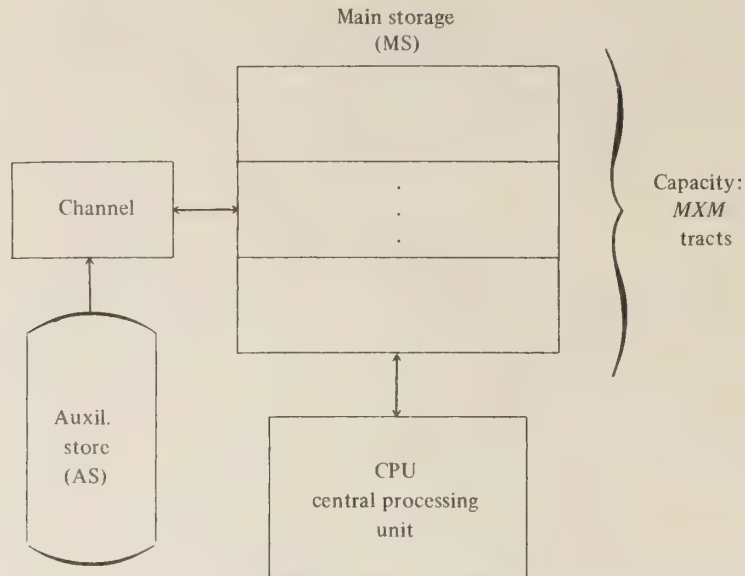 Main storage
(MS)
Channel
.
.
.
Capacity:
MXM
tracts
Auxil.
store
(AS)
CPU
central processing
unit